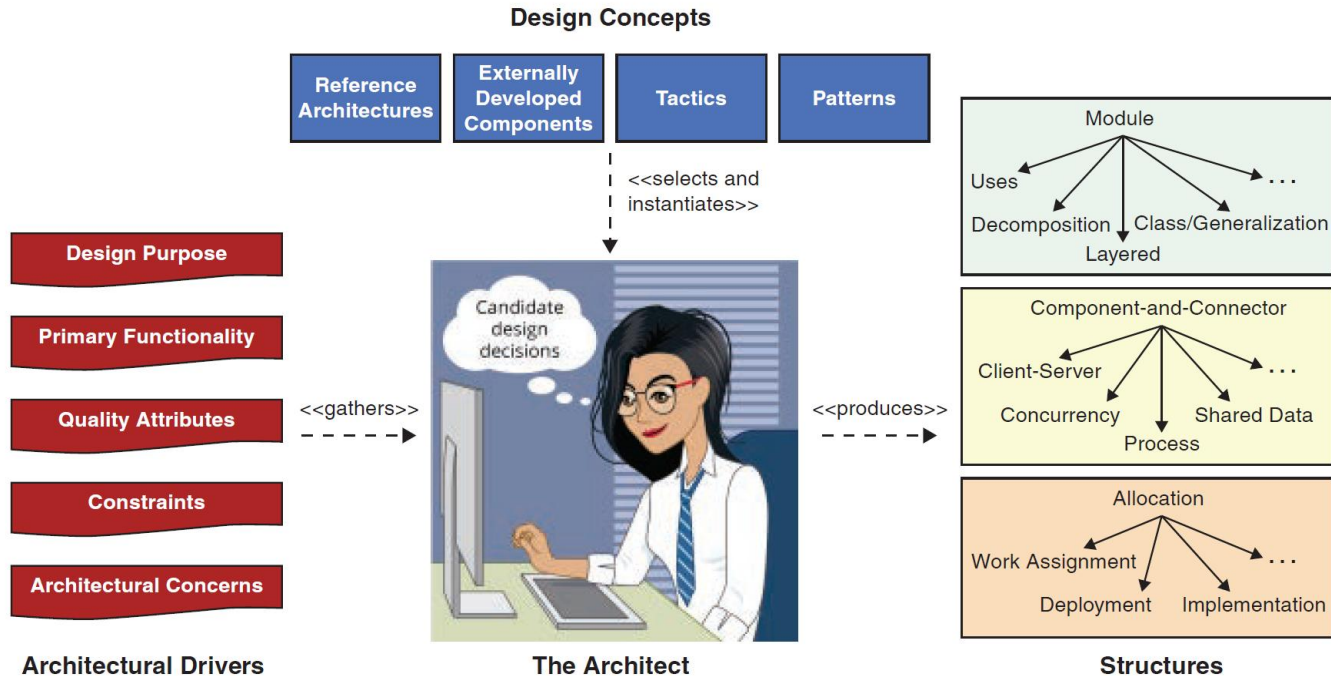 Design Concepts
Reference
Architectures
Externally
Developed
Components
Tactics
Patterns
<<selects and
instantiates>>
Design Purpose
Primary Functionality
Quality Attributes
Constraints
Architectural Concerns
Architectural Drivers
<<gathers>>
Candidate
design
decisions
The Architect
<<produces>>
Module
Uses
...
Decomposition
Class/Generalization
Layered
Component-and-Connector
Client-Server
...
Concurrency
Shared Data
Process
Allocation
Work Assignment
...
Deployment
Implementation
Structures